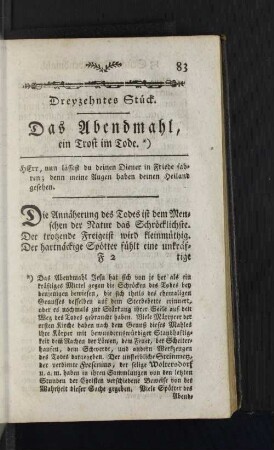 83
Dreyzehntes Stück.
Das Abendmahl,
ein Trost im Tode. *)
HErr, nun lässest du deinen Diener in Friede fah-
ren; denn meine Augen haben deinen Heiland
gesehen.
Die Annäherung des Todes ist dem Men-
schen der Natur das Schröcklichste.
Der trotzende Freigeist wird kleinmüthig.
Der hartnäckige Spötter fühlt eine unkräf-
F 2 tige
*) Das Abendmahl Jesu hat sich von je her als ein
kräftiges Mittel gegen die Schrecken des Todes bey
denjenigen bewiesen, die sich theils des ehemaligen
Genusses desselben auf dem Sterbebette erinnert,
oder es nochmals zur Stärkung ihrer Seele auf den
Weg des Todes gebraucht haben. Viele Märtyrer der
ersten Kirche haben nach dem Genuß dieses Mahles
ihre Körper mit bewundernswürdiger Standhaftig-
keit dem Rachen der Löwen, dem Feuer, der Scheiter-
haufen, dem Schwerde, und andern Werkzeugen
des Todes dargegeben. Der unsterbliche Steinmetz,
der verdiente Feddersen, der selige Woltersdorf
u. a. m. haben in ihren Sammlungen von den letzten
Stunden der Christen verschiedene Beweise von der
Wahrheit dieser Sache gegeben. Viele Spötter des
Abend-